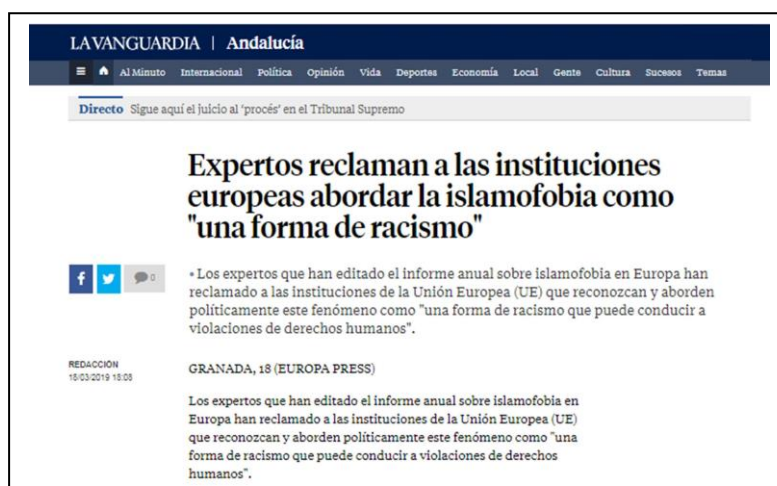 LAVANGUARDIA | Andalucía
Al Minuto Internacional Política Opinión Vida Deportes Economía Local Gente Cultura Sucesos Temas
Directo Sigue aquí el juicio al 'procés' en el Tribunal Supremo
Expertos reclaman a las instituciones
europeas abordar la islamofobia como
"una forma de racismo"
f 0
• Los expertos que han editado el informe anual sobre islamofobia en Europa han
reclamado a las instituciones de la Unión Europea (UE) que reconozcan y aborden
políticamente este fenómeno como "una forma de racismo que puede conducir a
violaciones de derechos humanos".
REDACCIÓN
18/03/2019 18:08
GRANADA, 18 (EUROPA PRESS)
Los expertos que han editado el informe anual sobre islamofobia en
Europa han reclamado a las instituciones de la Unión Europea (UE)
que reconozcan y aborden políticamente este fenómeno como "una
forma de racismo que puede conducir a violaciones de derechos
humanos".